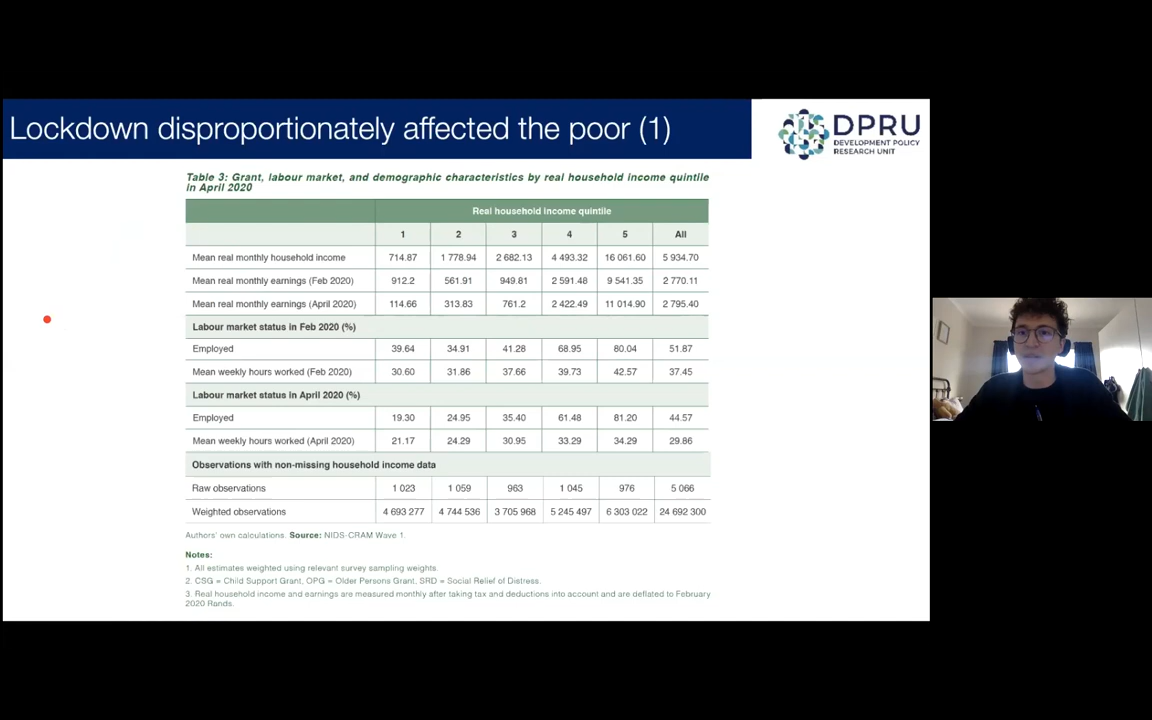 Lockdown disproportionately affected the poor (1)
DPRU
DEVELOPMENT POLICY
RESEARCH UNIT
Table 3: Grant, labour market, and demographic characteristics by real household income quintile
in April 2020
Real household income quintile
1 2 3 4 5 All
Mean real monthly household income 714.87 1 778.94 2 682.13 4 493.32 16 061.60 5 934.70
Mean real monthly earnings (Feb 2020) 912.2 561.91 949.81 2 591.48 9 541.35 2 770.11
Mean real monthly earnings (April 2020) 114.66 313.83 761.2 2 422.49 11 014.90 2 795.40
Labour market status in Feb 2020 (%)
Employed 39.64 34.91 41.28 68.95 80.04 51.87
Mean weekly hours worked (Feb 2020) 30.60 31.86 37.66 39.73 42.57 37.45
Labour market status in April 2020 (%)
Employed 19.30 24.95 35.40 61.48 81.20 44.57
Mean weekly hours worked (April 2020) 21.17 24.29 30.95 33.29 34.29 29.86
Observations with non-missing household income data
Raw observations 1 023 1 059 963 1 045 976 5 066
Weighted observations 4 693 277 4 744 536 3 705 968 5 245 497 6 303 022 24 692 300
Authors' own calculations. Source: NIDS-CRAM Wave 1.
Notes:
1. All estimates weighted using relevant survey sampling weights.
2. CSG = Child Support Grant, OPG = Older Persons Grant, SRD = Social Relief of Distress.
3. Real household income and earnings are measured monthly after taking tax and deductions into account and are deflated to February
2020 Rands.